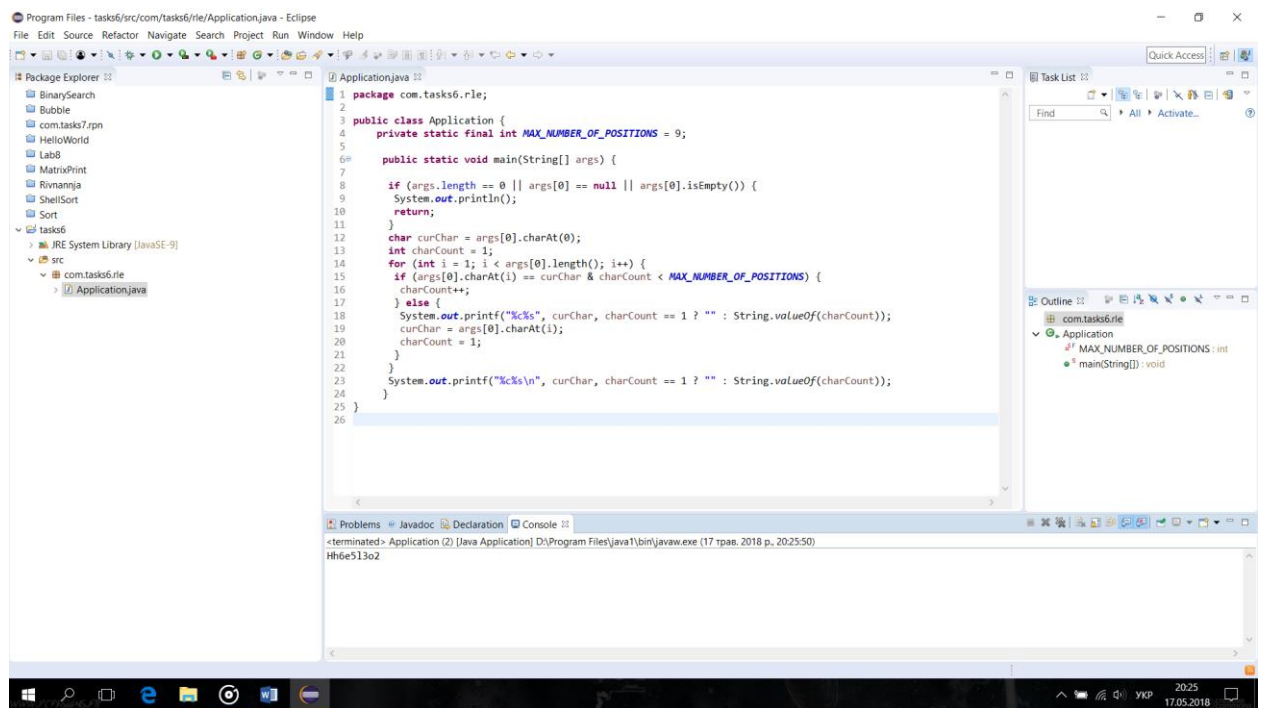 Program Files - tasks6/src/com/tasks6/rle/Application.java - Eclipse
File Edit Source Refactor Navigate Search Project Run Window Help
Quick Access
Package Explorer
BinarySearch
Bubble
com.tasks7.rpn
HelloWorld
Lab8
MatrixPrint
Rivnannja
ShellSort
Sort
tasks6
JRE System Library [JavaSE-9]
src
com.tasks6.rle
Application.java
Application.java
1 package com.tasks6.rle;
2
3 public class Application {
4 private static final int MAX_NUMBER_OF_POSITIONS = 9;
5
6 public static void main(String[] args) {
7
8 if (args.length == 0 || args[0] == null || args[0].isEmpty()) {
9 System.out.println();
10 return;
11 }
12 char curChar = args[0].charAt(0);
13 int charCount = 1;
14 for (int i = 1; i < args[0].length(); i++) {
15 if (args[0].charAt(i) == curChar & charCount < MAX_NUMBER_OF_POSITIONS) {
16 charCount++;
17 } else {
18 System.out.printf("%c%s", curChar, charCount == 1 ? "" : String.valueOf(charCount));
19 curChar = args[0].charAt(i);
20 charCount = 1;
21 }
22 }
23 System.out.printf("%c%s\n", curChar, charCount == 1 ? "" : String.valueOf(charCount));
24 }
25 }
26
Task List
Find All Activate...
Outline
com.tasks6.rle
Application
MAX_NUMBER_OF_POSITIONS : int
main(String[]) : void
Problems Javadoc Declaration Console
<terminated> Application (2) [Java Application] D:\Program Files\java1\bin\javaw.exe (17 трав. 2018 р., 20:25:50)
Hh6e5l3o2
УКР
20:25
17.05.2018